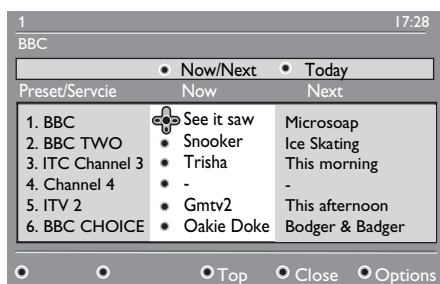 1 17:28
BBC
Now/Next Today
Preset/Servcie Now Next
1. BBC See it saw Microsoap
2. BBC TWO Snooker Ice Skating
3. ITC Channel 3 Trisha This morning
4. Channel 4 - -
5. ITV 2 Gmtv2 This afternoon
6. BBC CHOICE Oakie Doke Bodger & Badger
Top Close Options